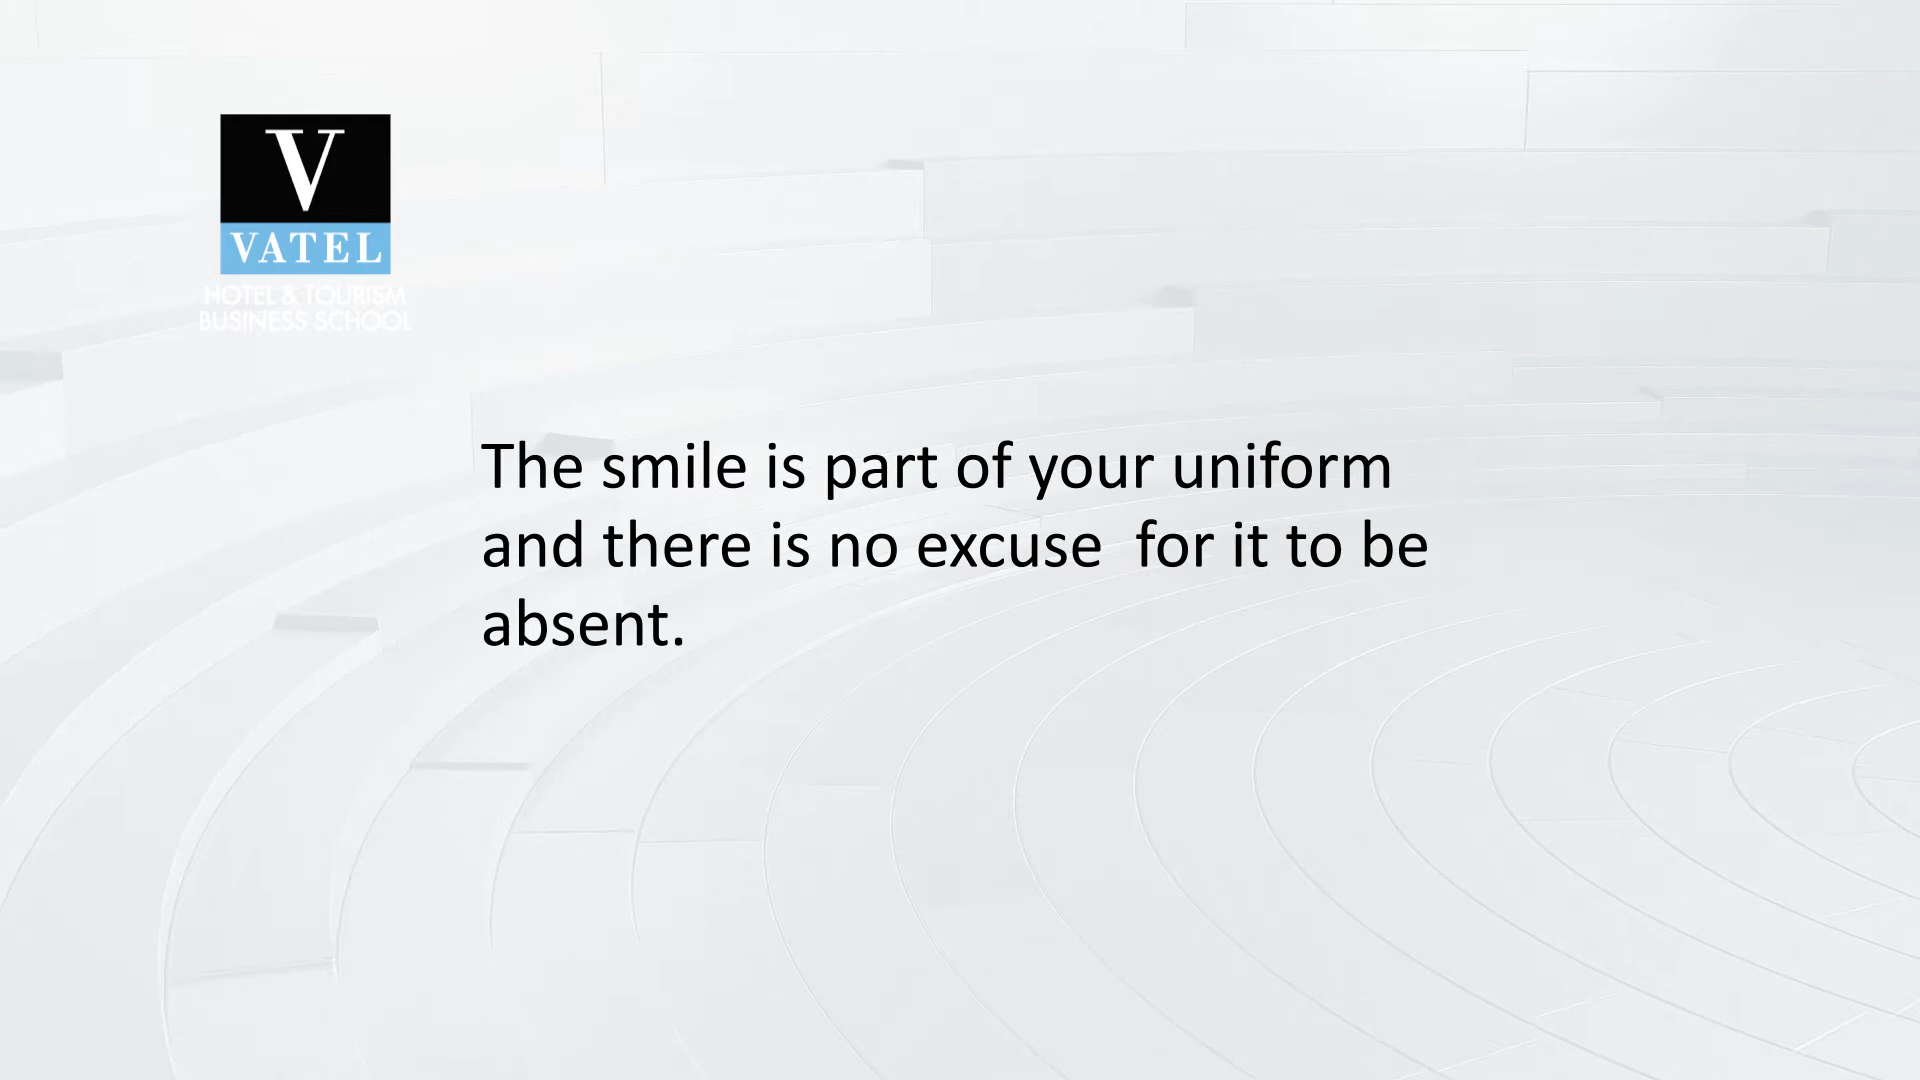 V
VATEL
HOTEL & TOURISM
BUSINESS SCHOOL
The smile is part of your uniform
and there is no excuse  for it to be
absent.